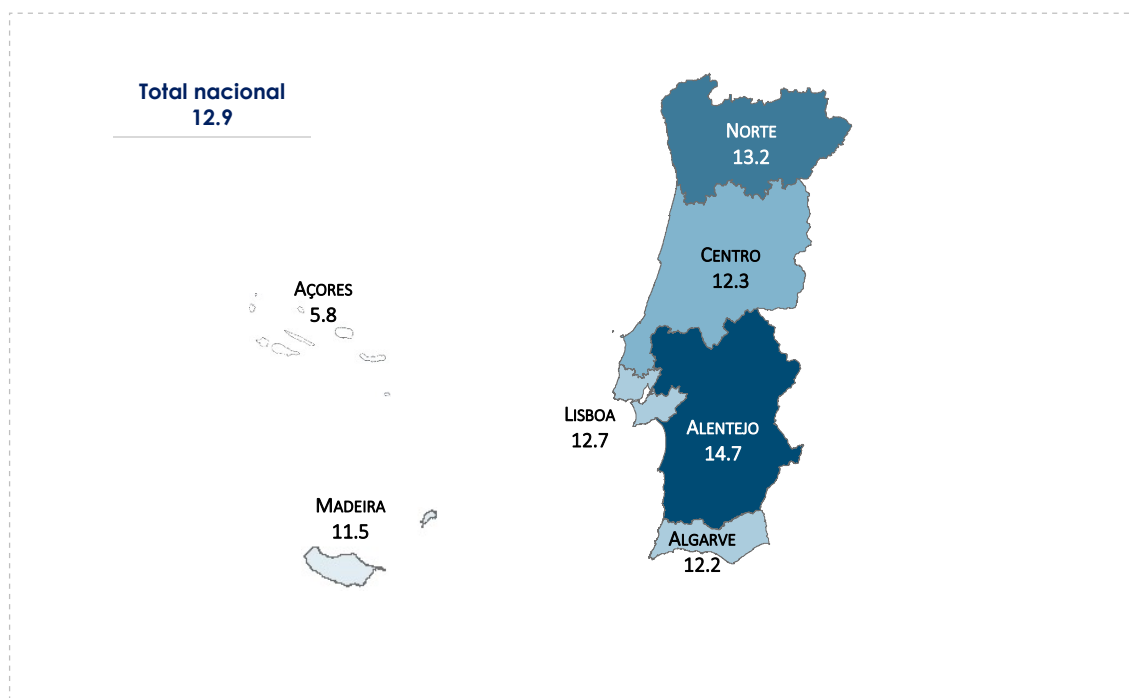 Total nacional
12.9
NORTE
13.2
CENTRO
12.3
AÇORES
5.8
LISBOA
12.7
ALENTEJO
14.7
MADEIRA
11.5
ALGARVE
12.2